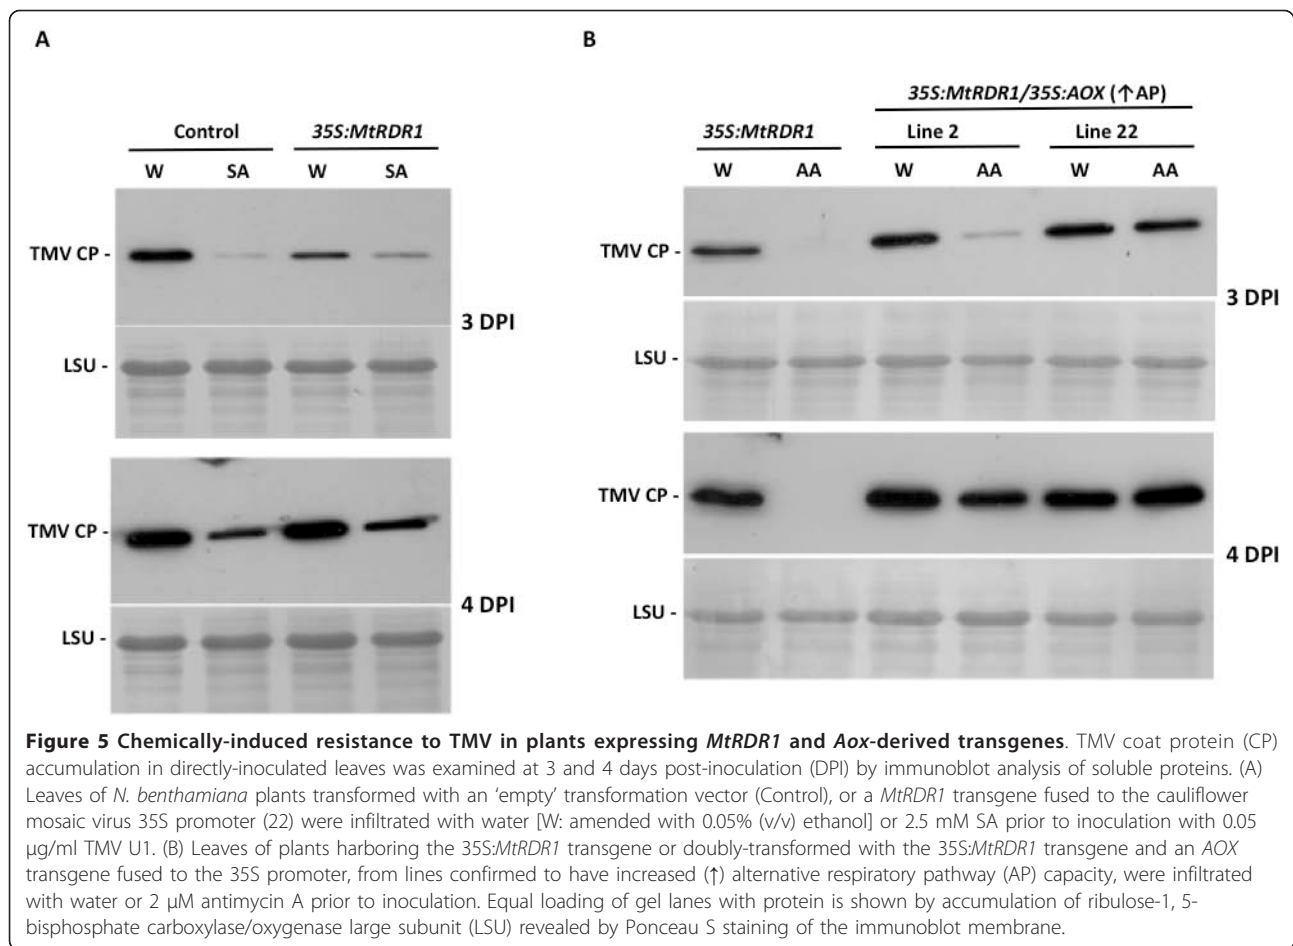 A
B
35S:MtRDR1/35S:AOX (↑AP)
Control 35S:MtRDR1
35S:MtRDR1 Line 2 Line 22
W SA W SA
W AA W AA W AA
TMV CP -
TMV CP -
3 DPI
3 DPI
LSU -
LSU -
TMV CP -
TMV CP -
4 DPI
4 DPI
LSU -
LSU -
Figure 5 Chemically-induced resistance to TMV in plants expressing MtRDR1 and Aox-derived transgenes. TMV coat protein (CP)
accumulation in directly-inoculated leaves was examined at 3 and 4 days post-inoculation (DPI) by immunoblot analysis of soluble proteins. (A)
Leaves of N. benthamiana plants transformed with an ‘empty’ transformation vector (Control), or a MtRDR1 transgene fused to the cauliflower
mosaic virus 35S promoter (22) were infiltrated with water [W: amended with 0.05% (v/v) ethanol] or 2.5 mM SA prior to inoculation with 0.05
μg/ml TMV U1. (B) Leaves of plants harboring the 35S:MtRDR1 transgene or doubly-transformed with the 35S:MtRDR1 transgene and an AOX
transgene fused to the 35S promoter, from lines confirmed to have increased (↑) alternative respiratory pathway (AP) capacity, were infiltrated
with water or 2 μM antimycin A prior to inoculation. Equal loading of gel lanes with protein is shown by accumulation of ribulose-1, 5-
bisphosphate carboxylase/oxygenase large subunit (LSU) revealed by Ponceau S staining of the immunoblot membrane.